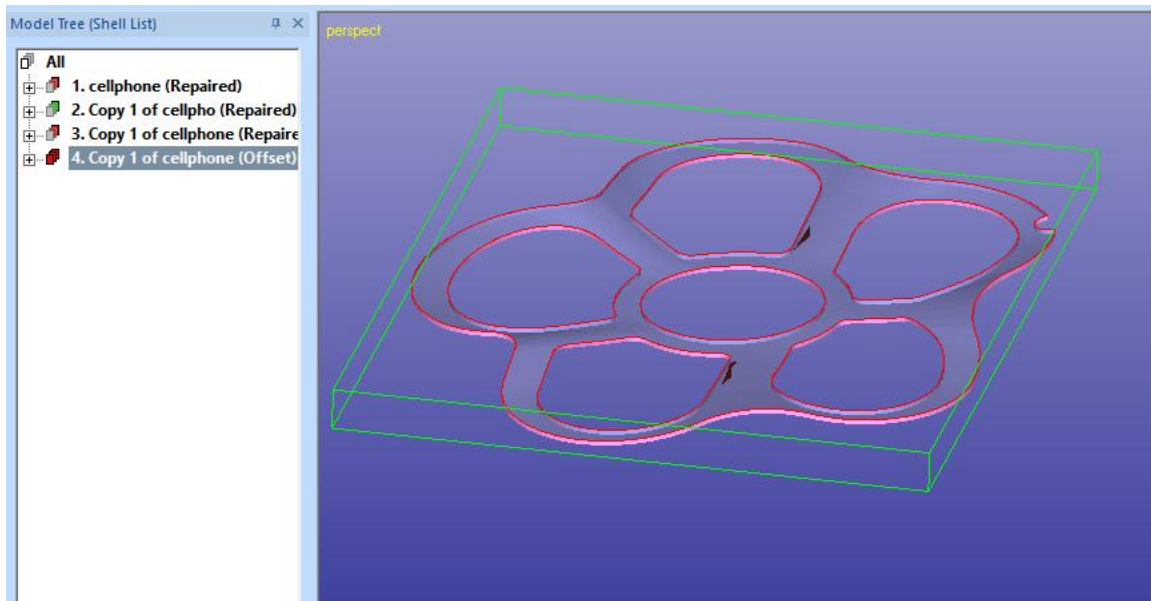 Model Tree (Shell List)
perspect
All
1. cellphone (Repaired)
2. Copy 1 of cellpho (Repaired)
3. Copy 1 of cellphone (Repaire
4. Copy 1 of cellphone (Offset)